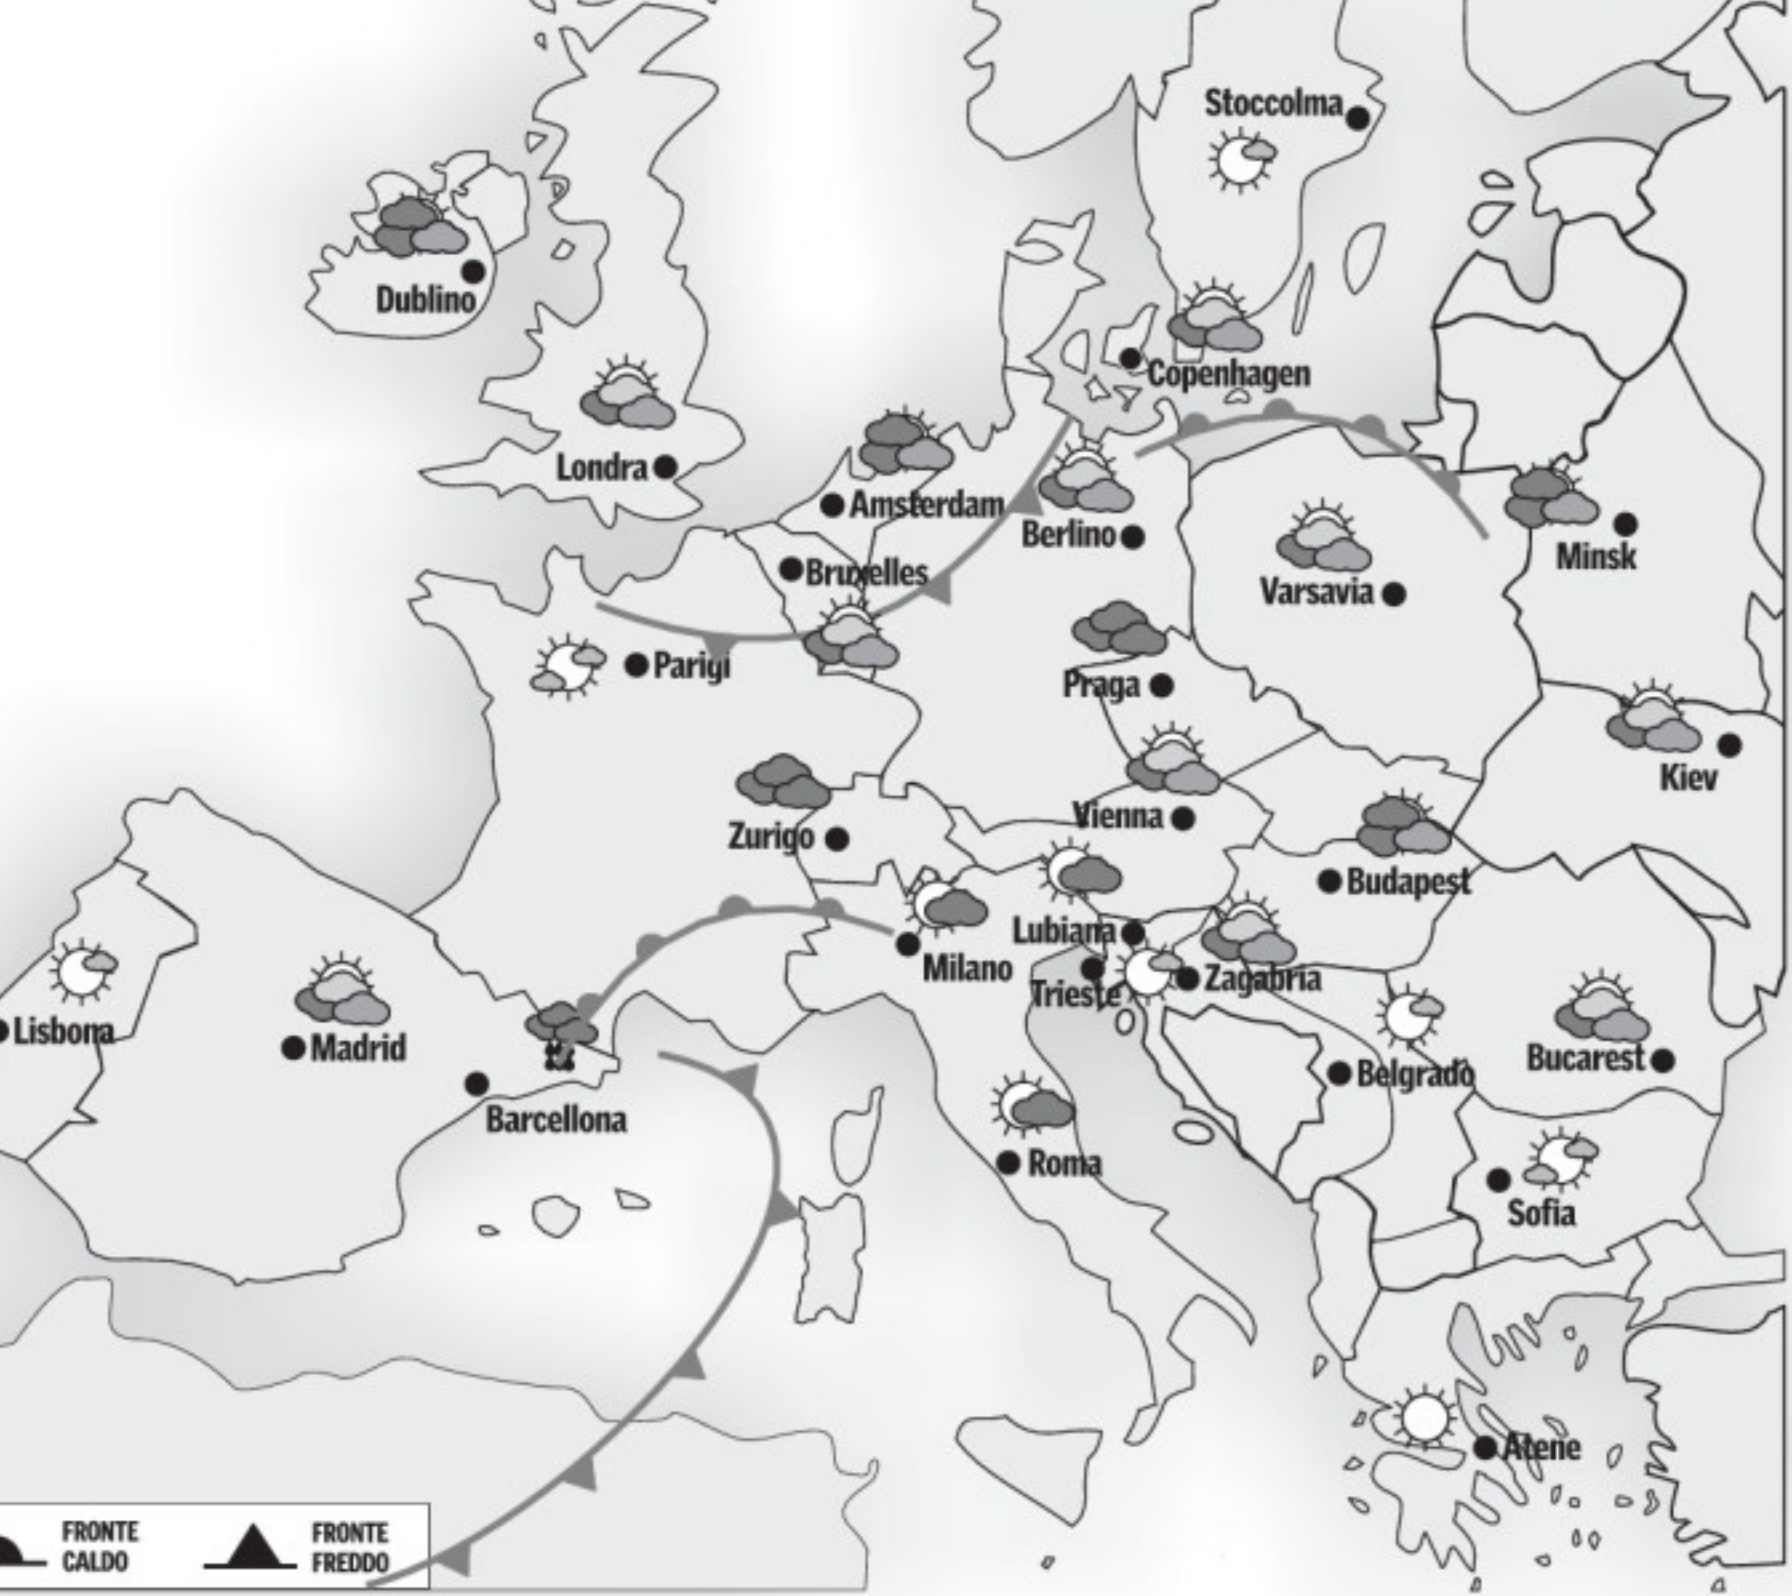 Stoccolma
Dublino
Copenhagen
Londra
Amsterdam
Berlino
Minsk
Bruxelles
Varsavia
Parigi
Praga
Kiev
Vienna
Zurigo
Budapest
Lubiana
Milano
Trieste
Zagabria
Lisbona
Madrid
Belgrado
Bucarest
Barcellona
Roma
Sofia
Atene
FRONTE
CALDO
FRONTE
FREDDO